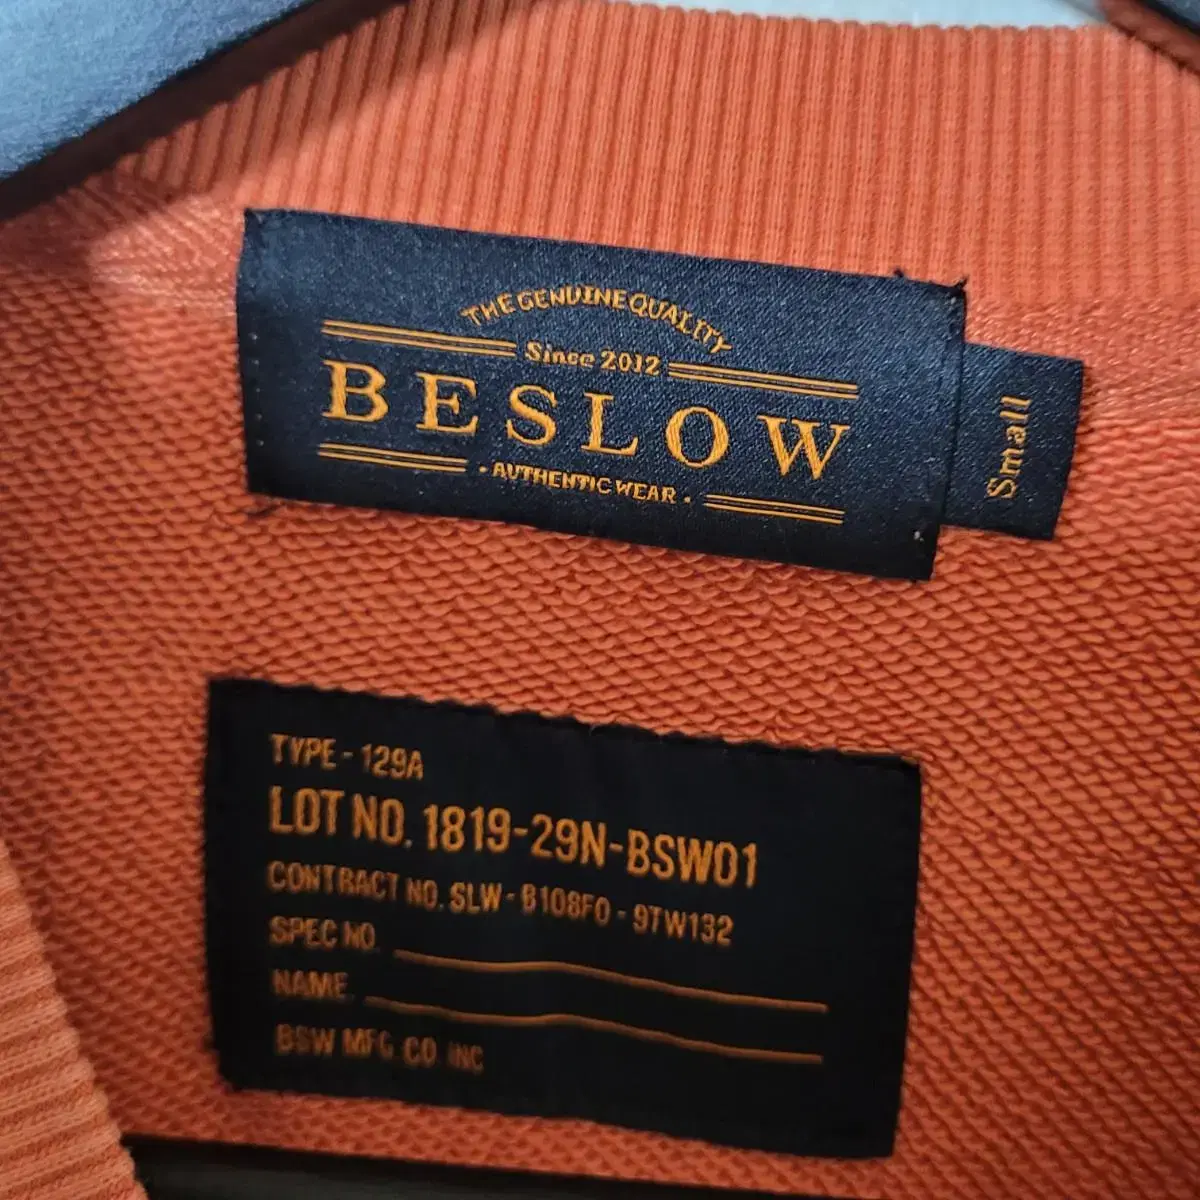 THE GENUINE QUALITY
Since 2012
BESLOW
· AUTHENTIC WEAR ·
Small
TYPE - 129A
LOT NO. 1819-29N-BSW01
CONTRACT NO. SLW - B108F0 - 9TW132
SPEC NO.
NAME.
BSW MFG. CO. INC